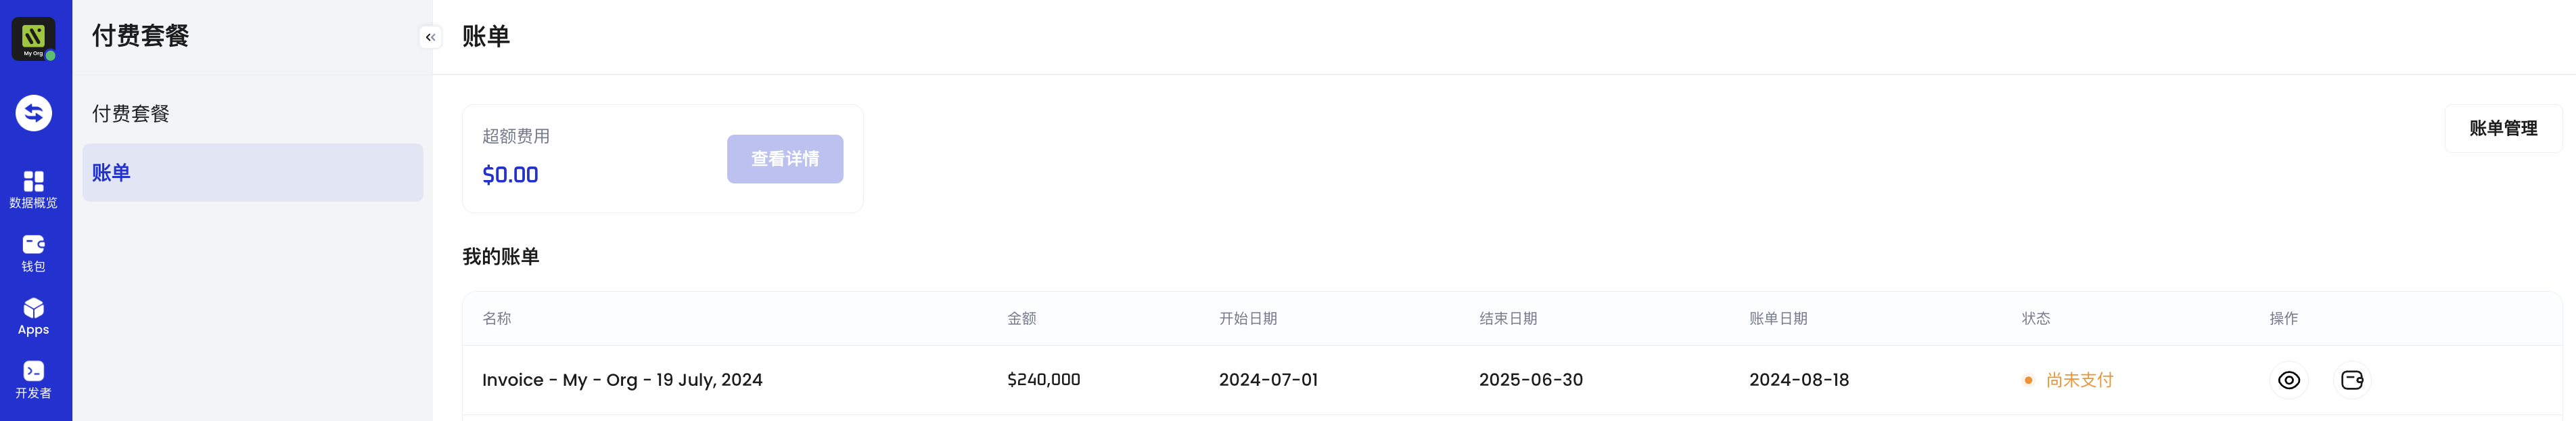 My Org
数据概览
钱包
Apps
开发者
付费套餐
付费套餐
账单
账单
超额费用
$0.00
查看详情
账单管理
我的账单
名称 金额 开始日期 结束日期 账单日期 状态 操作
Invoice - My - Org - 19 July, 2024 $240,000 2024-07-01 2025-06-30 2024-08-18 尚未支付